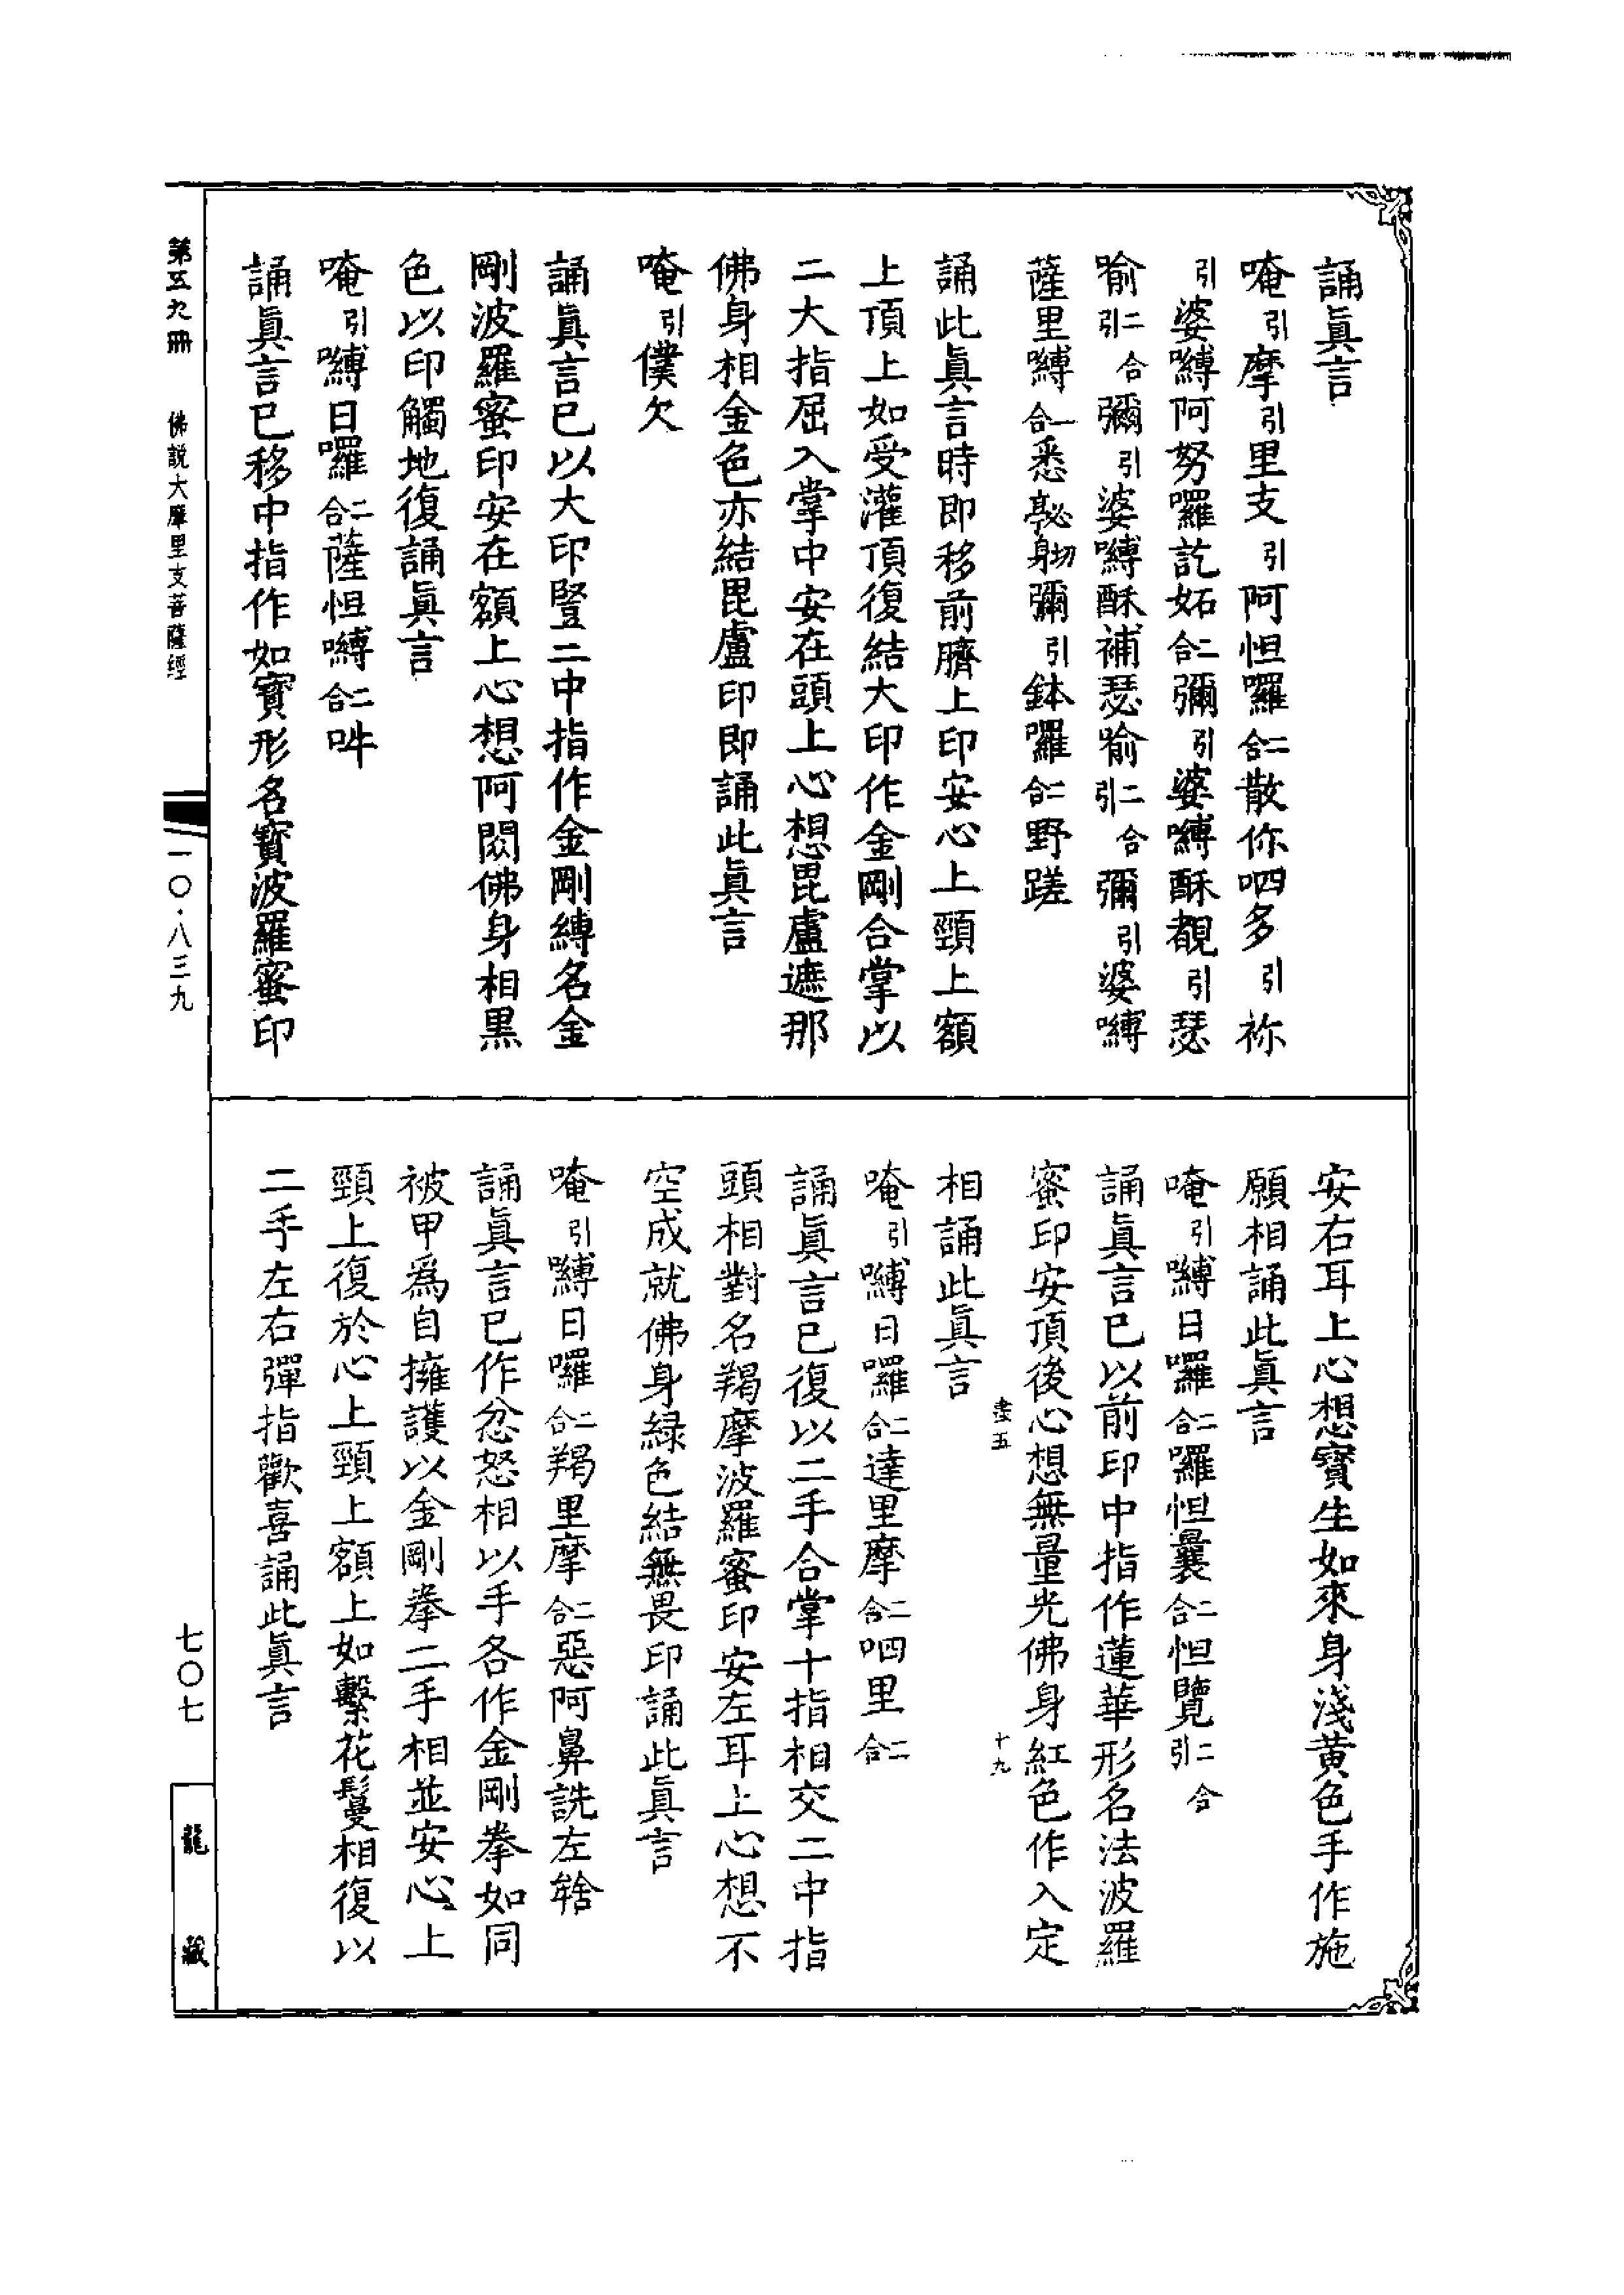 誦眞言
唵引摩引里支引阿怛囉二合散你呬多引祢
引婆嚩阿努囉訖妬二合彌引婆嚩酥覩引瑟
喻二合引彌引婆嚩酥補瑟喻二合引彌引婆嚩
薩里嚩二合悉亭彌引鉢囉二合野蹉
誦此眞言時即移前臍上印安心上頸上額
上頂上如受灌頂復結大印作金剛合掌以
二大指屈入掌中安在頭上心想毘盧遮那
佛身相金色亦結毘盧印即誦此眞言
唵引僕欠
誦眞言已以大印豎二中指作金剛縛名金
剛波羅蜜印安在額上心想阿閦佛身相黑
色以印觸地復誦眞言
唵引嚩日囉二合薩怛嚩二合吽
誦眞言已移中指作如寶形名寶波羅蜜印
安右耳上心想寶生如來身淺黃色手作施
願相誦此眞言
唵引嚩日囉二合囉怛曩二合怛覽二合引
誦眞言已以前印中指作蓮華形名法波羅
蜜印安頂後心想無量光佛身紅色作入定
相誦此眞言
唵引嚩日囉二合達里摩二合呬里二合
誦眞言已復以二手合掌十指相交二中指
頭相對名羯摩波羅蜜印安左耳上心想不
空成就佛身緑色結無畏印誦此眞言
唵引嚩日囉二合羯里摩二合惡阿鼻詵左辖
誦眞言已作忿怒相以手各作金剛拳如同
被甲爲自擁護以金剛拳二手相並安心上
頸上復於心上頸上額上如繫花鬘相復以
二手左右彈指歡喜誦此眞言
十九
第五九冊
佛説大摩里支菩薩經
一〇·八三九
七〇七
龍藏